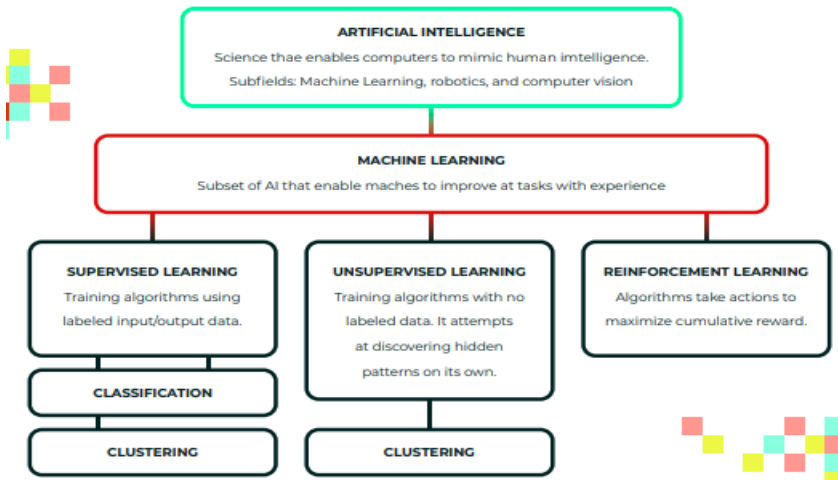 ARTIFICIAL INTELLIGENCE
Science thae enables computers to mimic human imtelligence.
Subfields: Machine Learning, robotics, and computer vision
MACHINE LEARNING
Subset of AI that enable maches to improve at tasks with experience
SUPERVISED LEARNING
Training algorithms using
labeled input/output data.
CLASSIFICATION
CLUSTERING
UNSUPERVISED LEARNING
Training algorithms with no
labeled data. It attempts
at discovering hidden
patterns on its own.
CLUSTERING
REINFORCEMENT LEARNING
Algorithms take actions to
maximize cumulative reward.